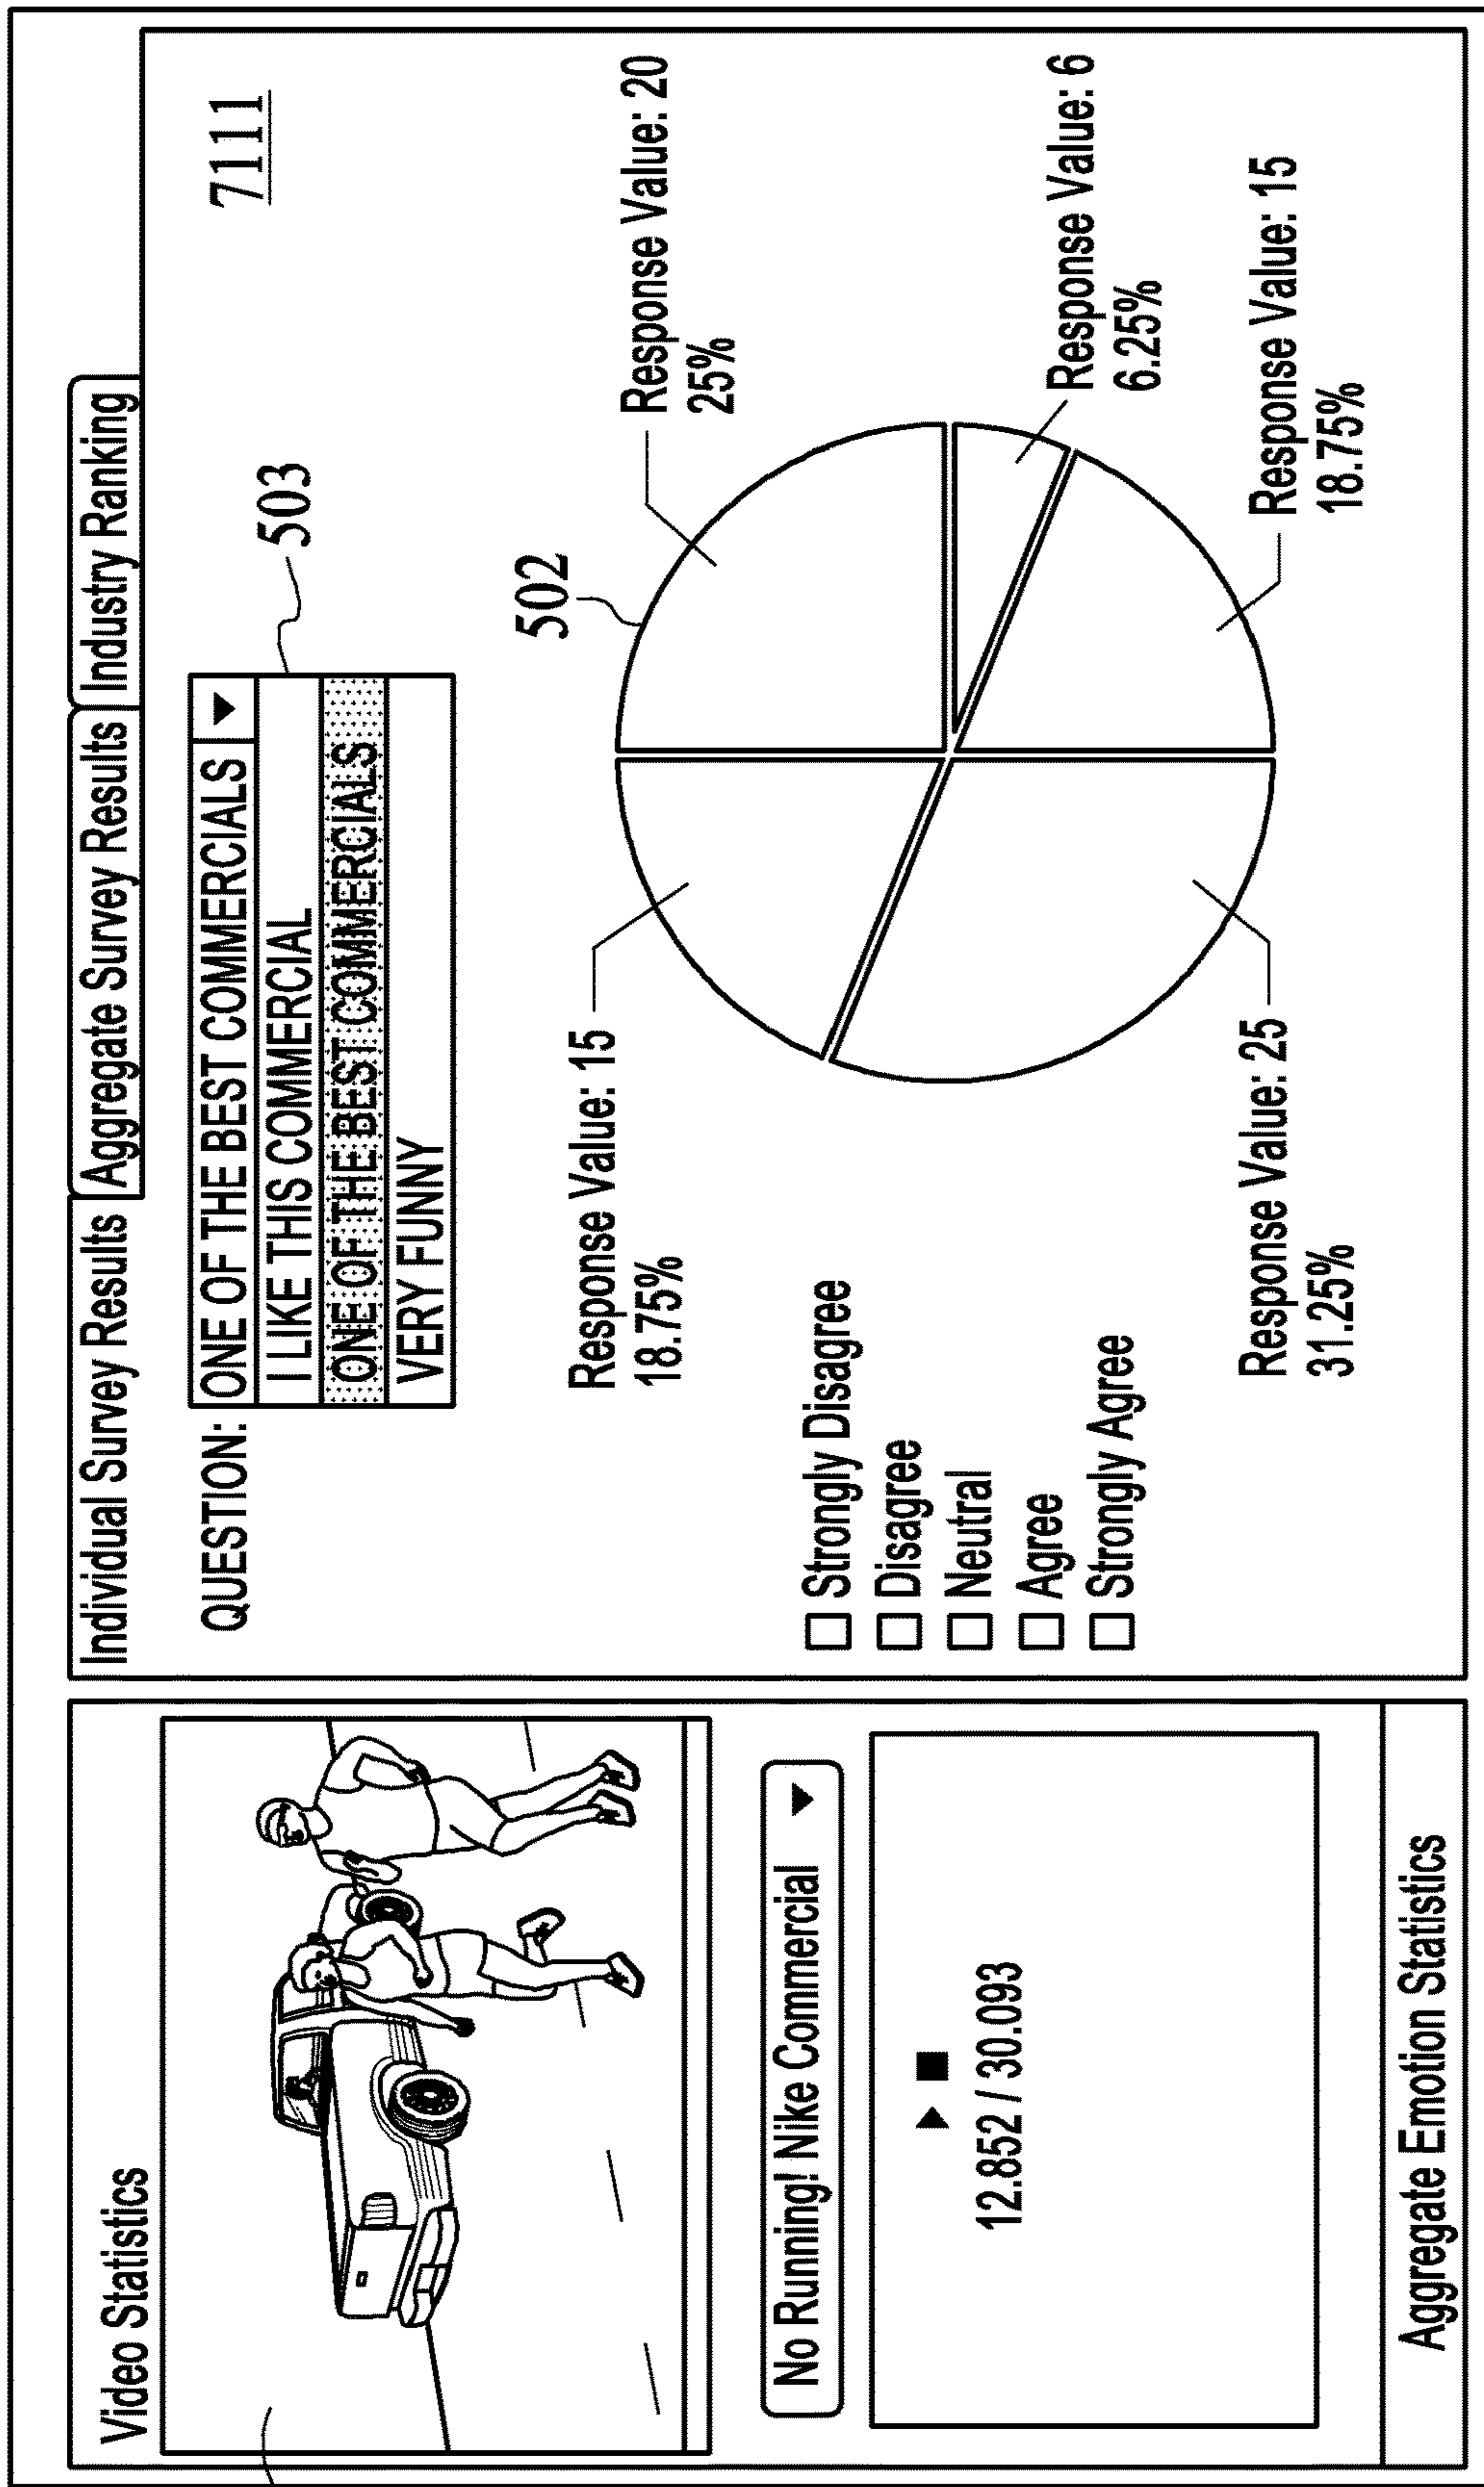 Video Statistics
No Running! Nike Commercial ▼
▶ ■
12.852 / 30.093
Aggregate Emotion Statistics
Individual Survey Results
Aggregate Survey Results
Industry Ranking
7111
QUESTION:
ONE OF THE BEST COMMERCIALS ▼
I LIKE THIS COMMERCIAL
ONE OF THE BEST COMMERCIALS
VERY FUNNY
503
502
Response Value: 15
18.75%
Response Value: 20
25%
Strongly Disagree
Disagree
Neutral
Agree
Strongly Agree
Response Value: 6
6.25%
Response Value: 25
31.25%
Response Value: 15
18.75%